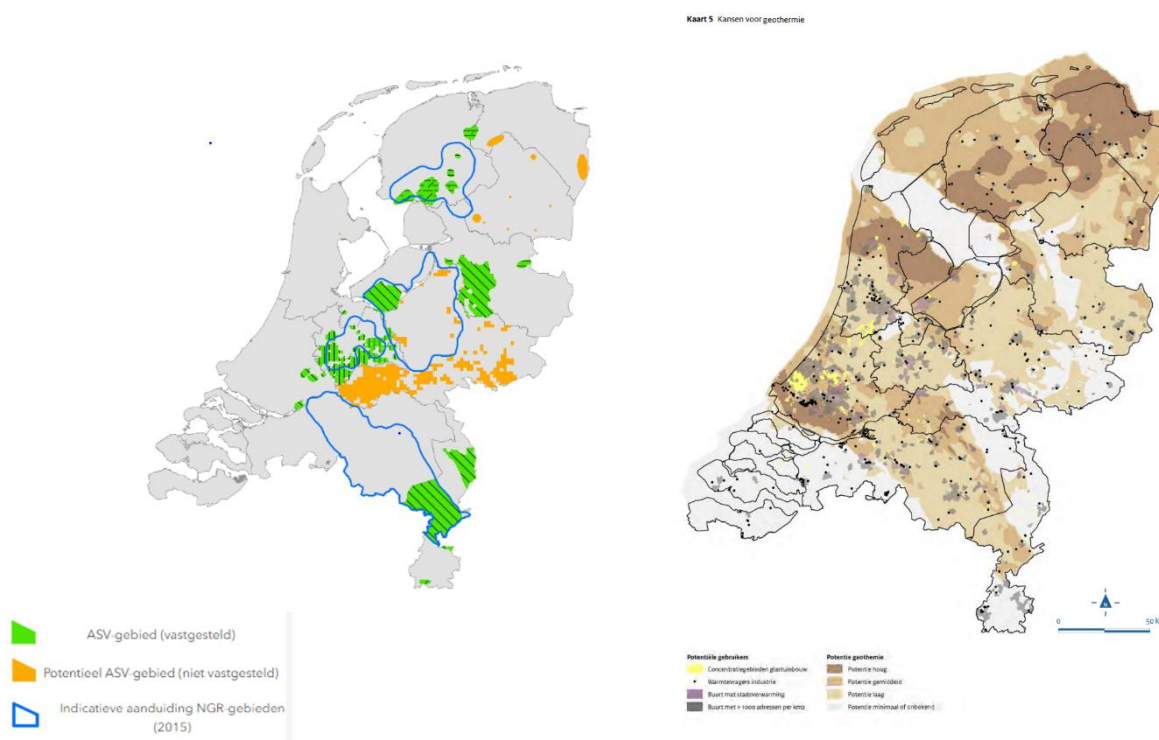 Kaart 5 Kansen voor geothermie
ASV-gebied (vastgesteld)
Potentieel ASV-gebied (niet vastgesteld)
Indicatieve aanduiding NGR-gebieden
(2015)
N
0
50 k
Potentiële gebruikers
Concentratiegebieden glastuinbouw
Warmtevragers industrie
Buurt met stadsverwarming
Buurt met > 1000 adressen per km2
Potentie geothermie
Potentie hoog
Potentie gemiddeld
Potentie laag
Potentie minimaal of onbekend